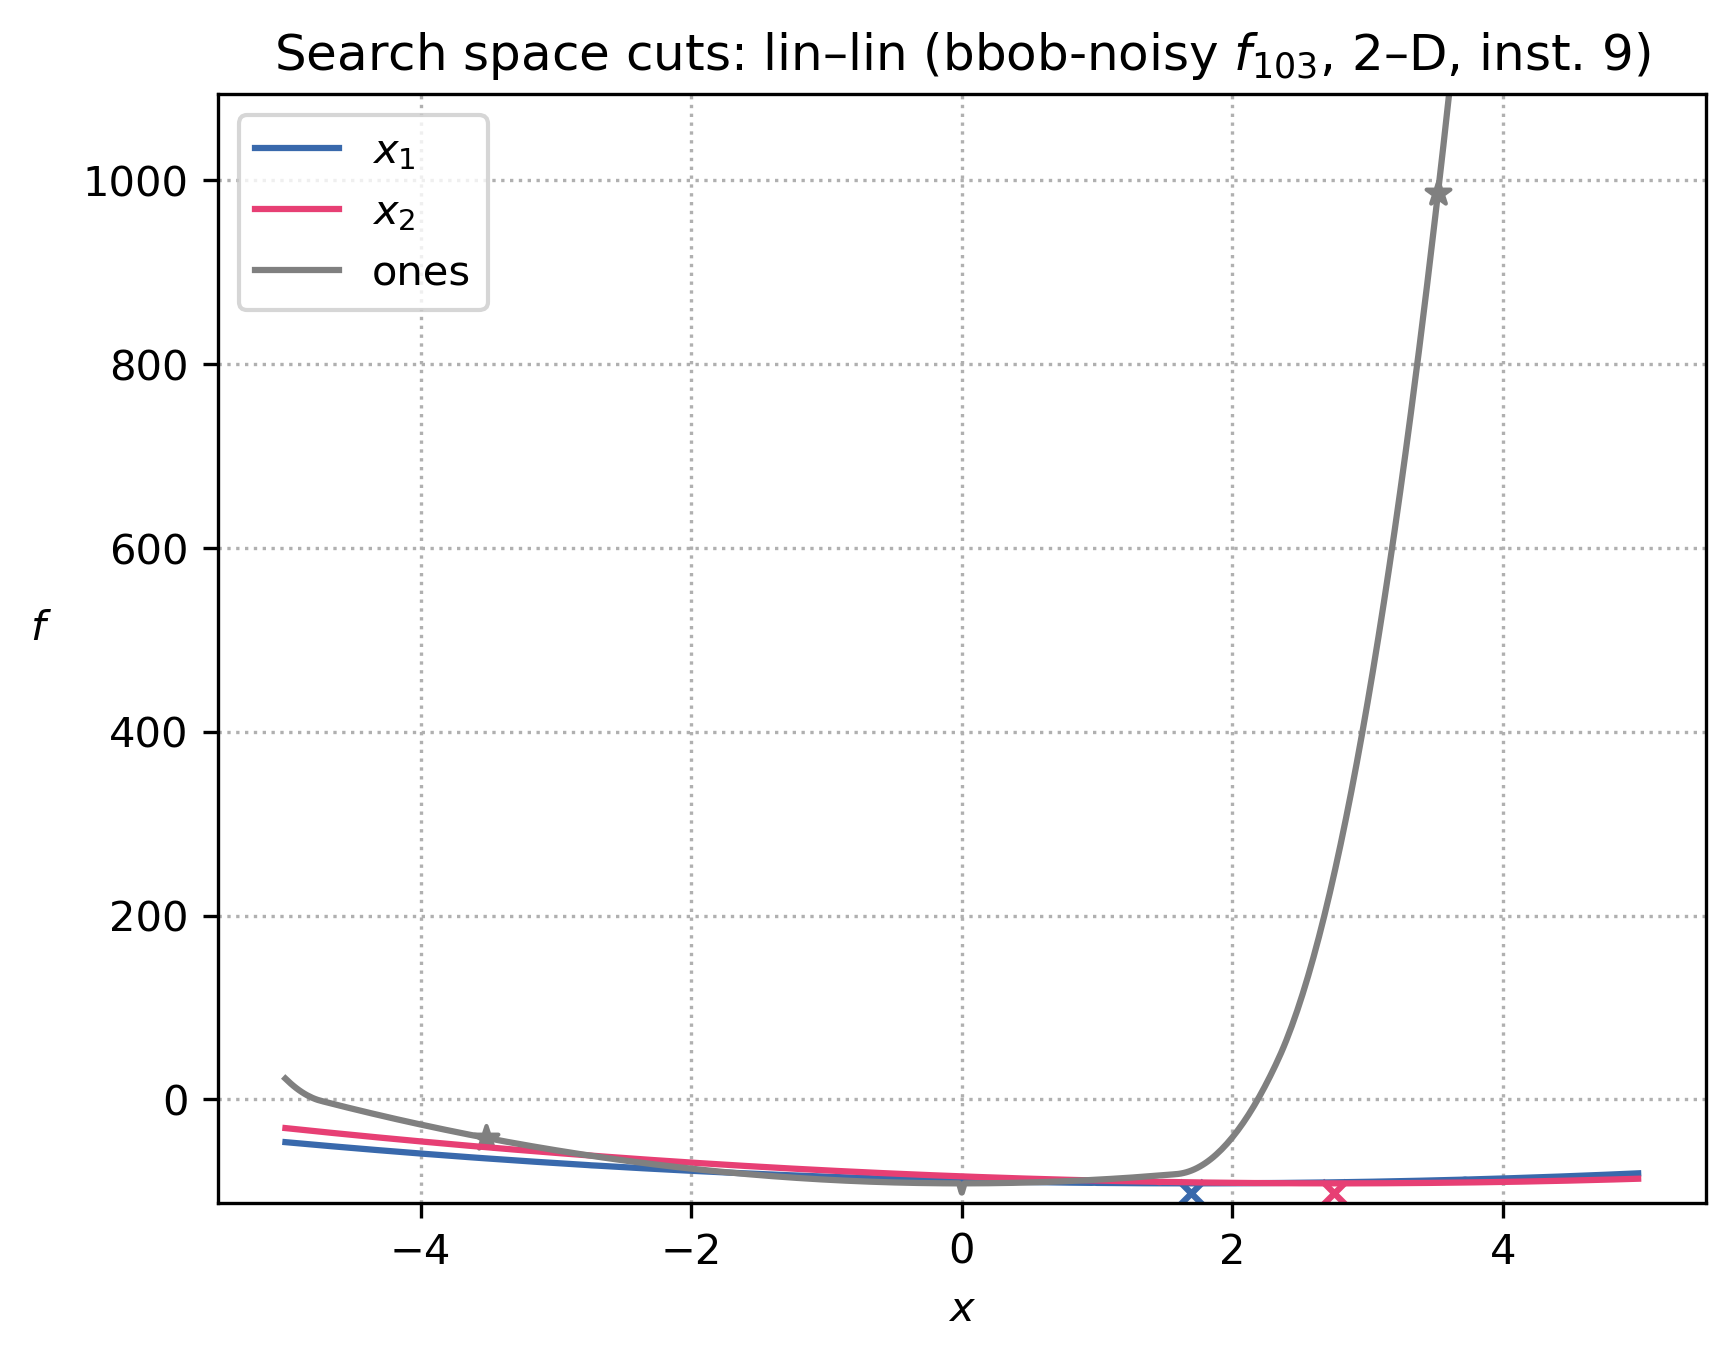 Search space cuts: lin–lin (bbob-noisy f₁₀₃, 2–D, inst. 9)
x₁
x₂
ones
1000
800
600
400
200
0
f
−4
−2
0
2
4
x